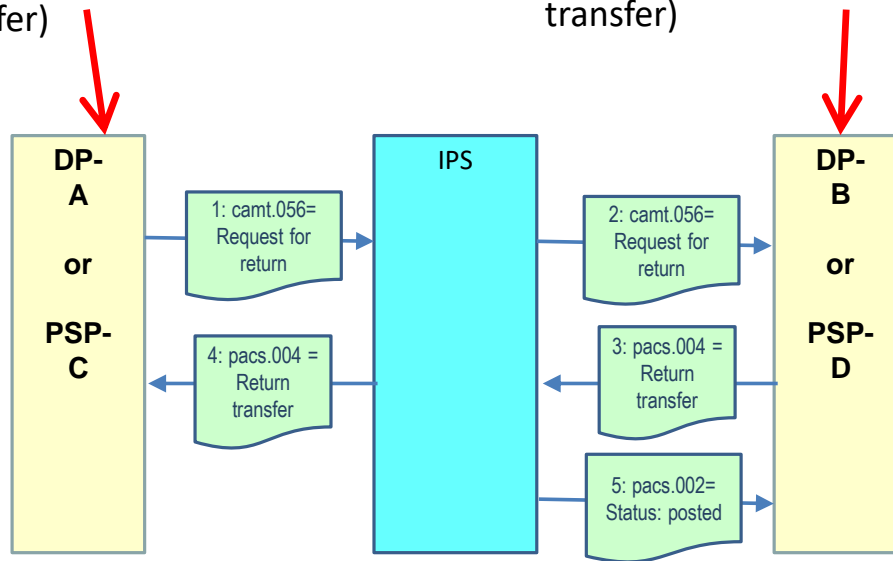 fer)
transfer)
DP-
A
or
PSP-
C
IPS
DP-
B
or
PSP-
D
1: camt.056=
Request for
return
2: camt.056=
Request for
return
4: pacs.004 =
Return
transfer
3: pacs.004 =
Return
transfer
5: pacs.002=
Status: posted